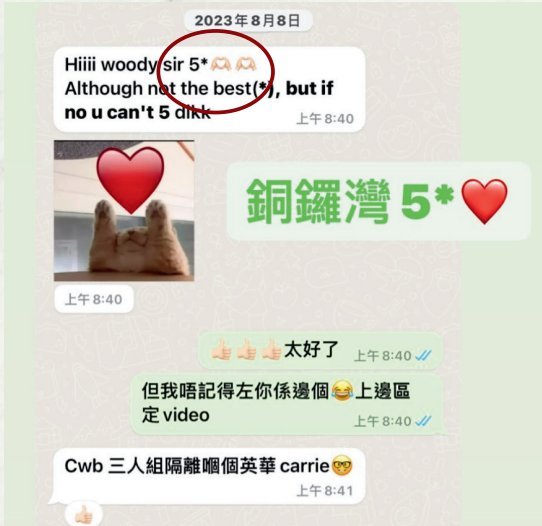 2023年8月8日
Hiiii woody sir 5*🫶🏻🫶🏻
Although not the best(*), but if
no u can't 5 dikk
上午 8:40
銅鑼灣 5*❤️
上午 8:40
👍🏻👍🏻👍🏻太好了
上午 8:40
但我唔記得左你係邊個😂上邊區
定 video
上午 8:40
Cwb 三人組隔離嗰個英華 carrie🤓
上午 8:41
👍🏻